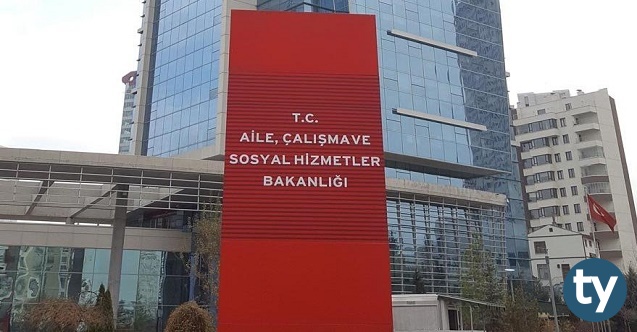 T.C.
AİLE, ÇALIŞMAVE
SOSYAL HİZMETLER
BAKANLIĞI
ty